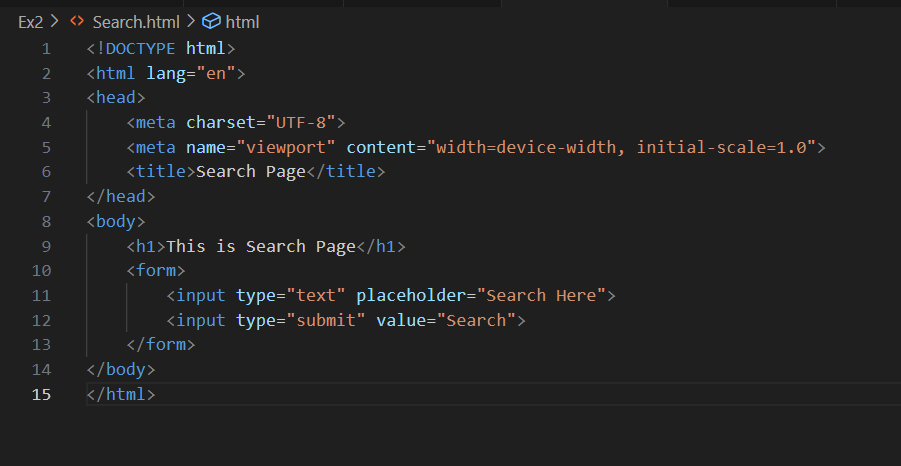 Ex2 > <> Search.html > html
1 <!DOCTYPE html>
2 <html lang="en">
3 <head>
4     <meta charset="UTF-8">
5     <meta name="viewport" content="width=device-width, initial-scale=1.0">
6     <title>Search Page</title>
7 </head>
8 <body>
9     <h1>This is Search Page</h1>
10     <form>
11         <input type="text" placeholder="Search Here">
12         <input type="submit" value="Search">
13     </form>
14 </body>
15 </html>